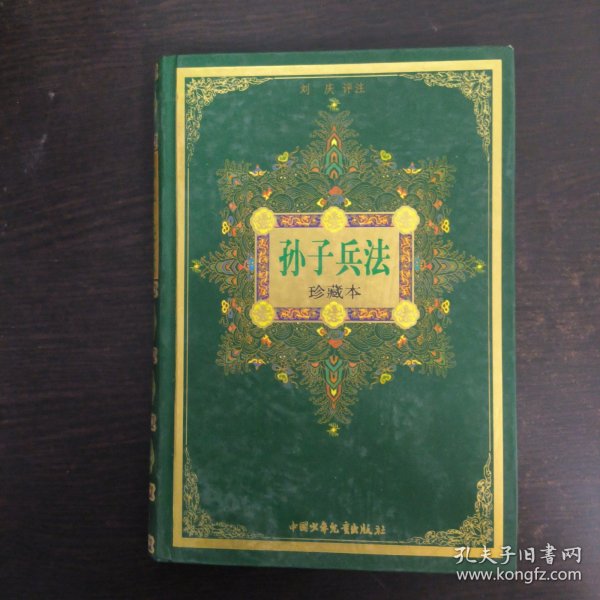 刘庆 评注
孙子兵法
珍藏本
中国少年儿童出版社
孔夫子旧书网
www.kongfz.com